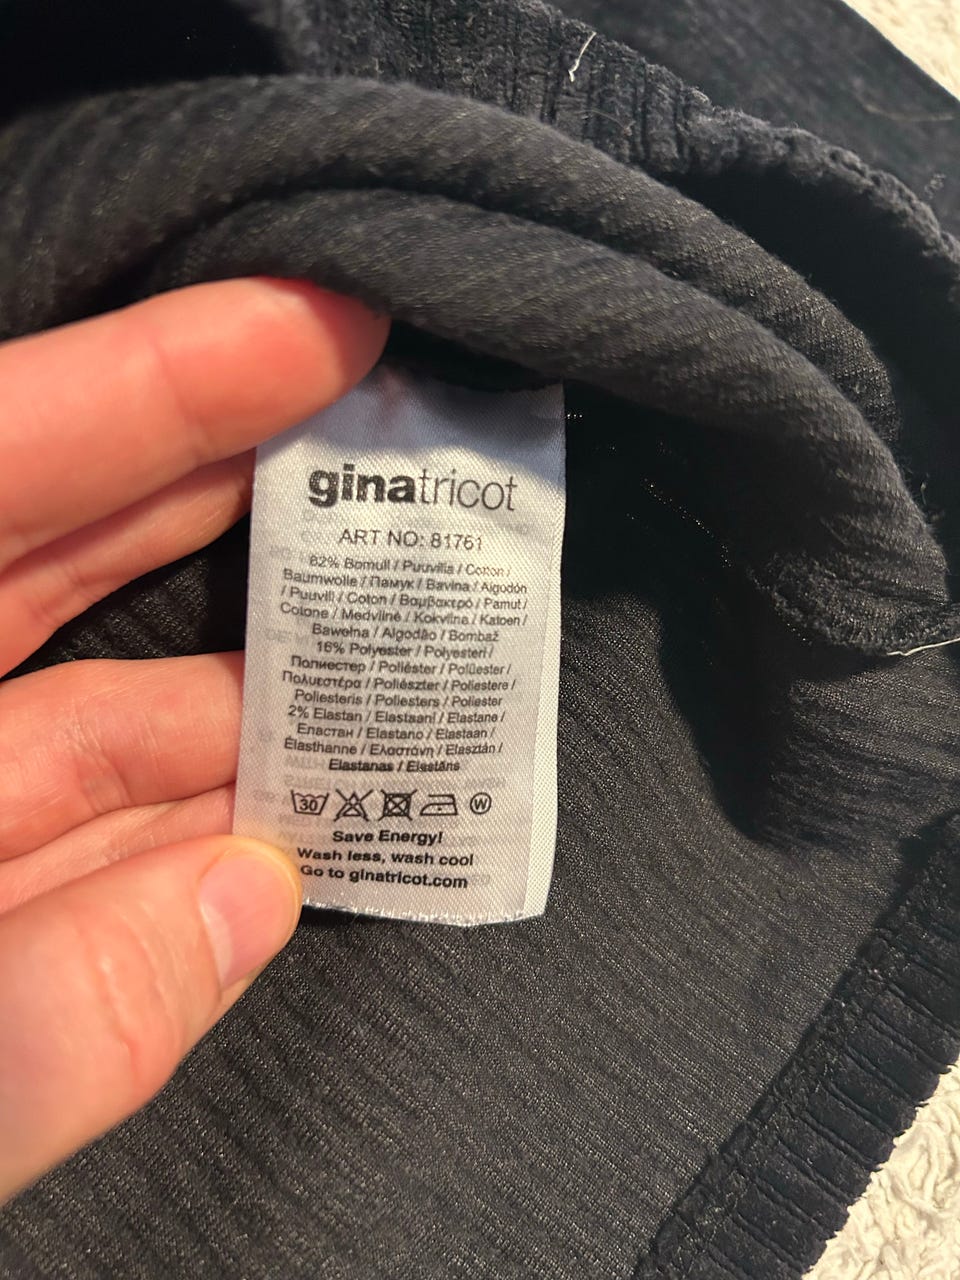 ginatricot
ART NO: 81761
82% Bomull / Puuvilla / Cotton /
Baumwolle / Памук / Bavlna / Algodón
/ Puuvill / Coton / Βαμβακερό / Pamut /
Cotone / Medvilnė / Kokvilna / Katoen /
Bawełna / Algodão / Bombaž
16% Polyester / Polyesteri /
Полиестер / Poliéster / Polüester /
Πολυεστέρα / Poliészter / Poliestere /
Poliesteris / Poliesters / Poliester
2% Elastan / Elastaani / Elastane /
Еластан / Elastano / Elastaan /
Élasthanne / Ελαστάνη / Elasztán /
Elastanas / Elastāns
30 W
Save Energy!
Wash less, wash cool
Go to ginatricot.com